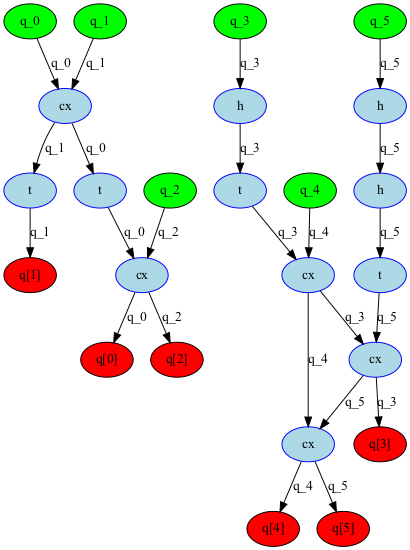 q_0 q_1 q_3 q_5
q_0 q_1 q_3 q_5
cx h h
q_1 q_0 q_3 q_5
t t q_2 t q_4 h
q_1 q_0 q_2 q_3 q_4 q_5
q[1] cx cx t
q_0 q_2 q_3 q_5
q[0] q[2] q_4 cx
q_5 q_3
cx q[3]
q_4 q_5
q[4] q[5]